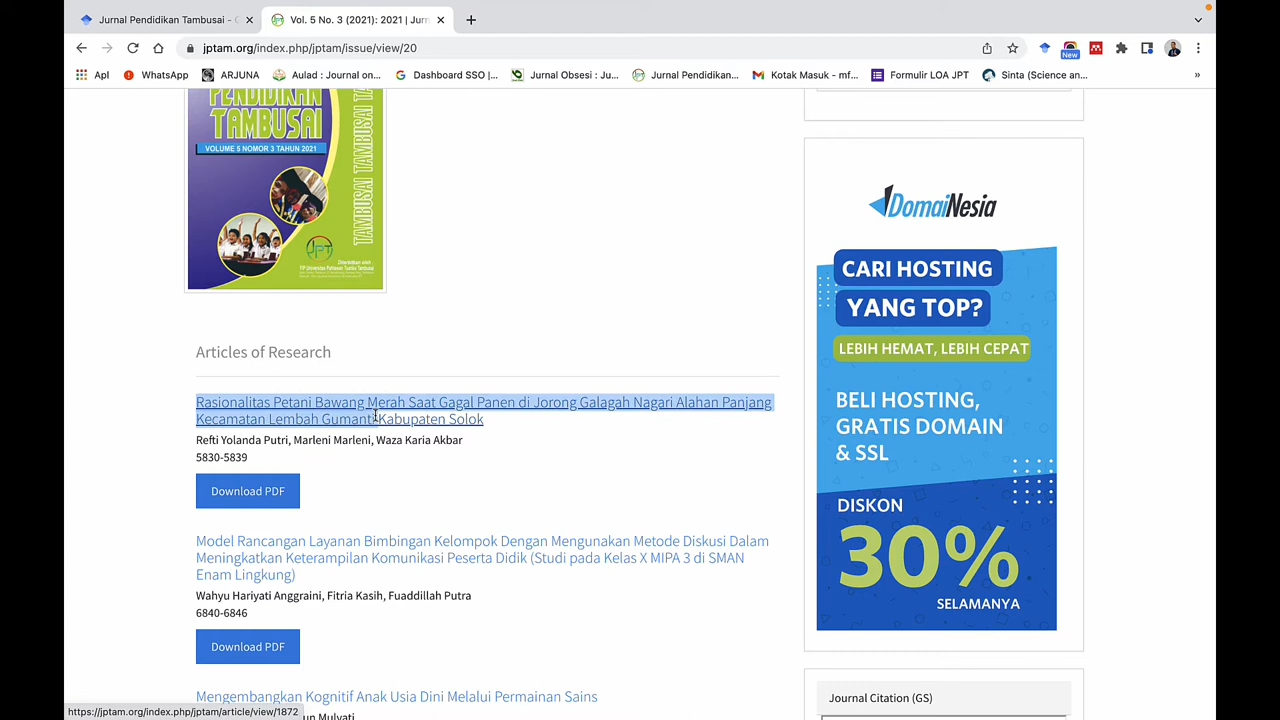 Jurnal Pendidikan Tambusai - G
Vol. 5 No. 3 (2021): 2021 | Jurn
jptam.org/index.php/jptam/issue/view/20
New
Apl
WhatsApp
ARJUNA
Aulad : Journal on...
Dashboard SSO |...
Jurnal Obsesi : Ju...
Jurnal Pendidikan...
Kotak Masuk - mf...
Formulir LOA JPT
Sinta (Science an...
»
PENDIDIKAN
TAMBUSAI
VOLUME 5 NOMOR 3 TAHUN 2021
TAMBUSAI
Diterbitkan oleh :
FIP Universitas Pahlawan Tuanku Tambusai
Articles of Research
Rasionalitas Petani Bawang Merah Saat Gagal Panen di Jorong Galagah Nagari Alahan Panjang
Kecamatan Lembah Gumanti Kabupaten Solok
Refti Yolanda Putri, Marleni Marleni, Waza Karia Akbar
5830-5839
Download PDF
Model Rancangan Layanan Bimbingan Kelompok Dengan Mengunakan Metode Diskusi Dalam
Meningkatkan Keterampilan Komunikasi Peserta Didik (Studi pada Kelas X MIPA 3 di SMAN
Enam Lingkung)
Wahyu Hariyati Anggraini, Fitria Kasih, Fuaddillah Putra
6840-6846
Download PDF
Mengembangkan Kognitif Anak Usia Dini Melalui Permainan Sains
Mulyati
https://jptam.org/index.php/jptam/article/view/1872
DomaiNesia
CARI HOSTING
YANG TOP?
LEBIH HEMAT, LEBIH CEPAT
BELI HOSTING,
GRATIS DOMAIN
& SSL
DISKON
30%
SELAMANYA
Journal Citation (GS)